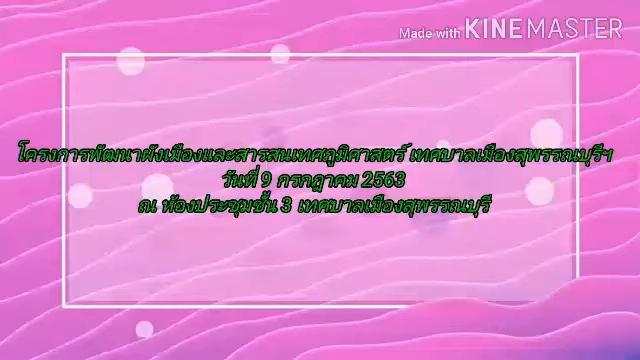 Made with KINEMASTER
โครงการพัฒนาผังเมืองและสารสนเทศภูมิศาสตร์ เทศบาลเมืองสุพรรณบุรีฯ
วันที่ 9 กรกฎาคม 2563
ณ ห้องประชุมชั้น 3 เทศบาลเมืองสุพรรณบุรี